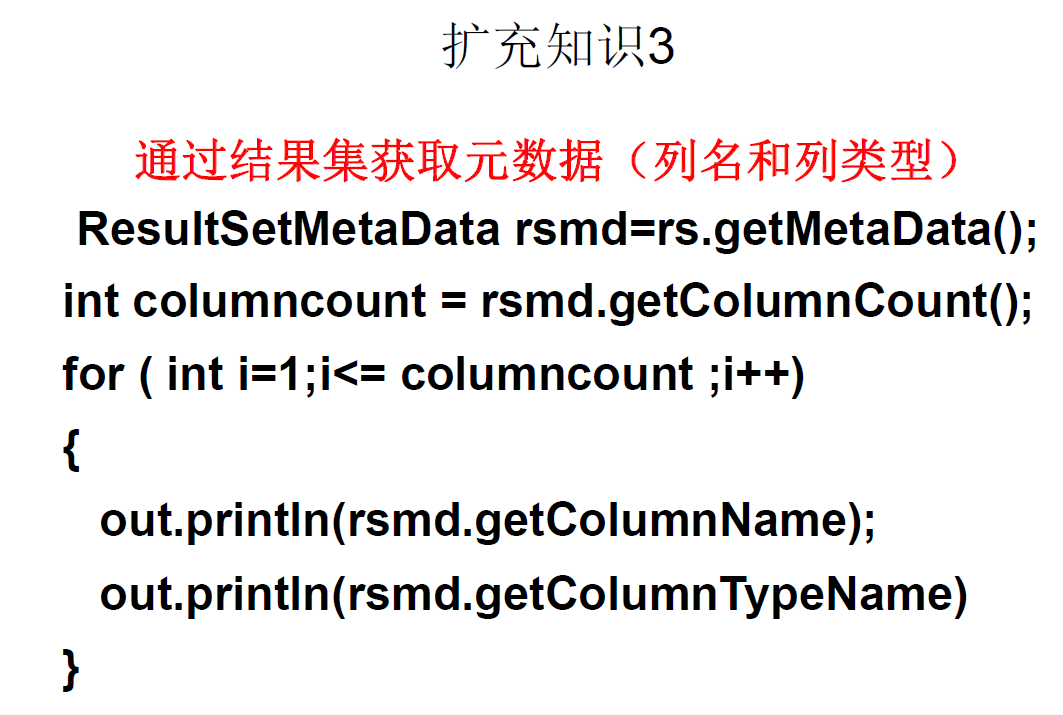 扩充知识3
通过结果集获取元数据（列名和列类型）
ResultSetMetaData rsmd=rs.getMetaData();
int columncount = rsmd.getColumnCount();
for ( int i=1;i<= columncount ;i++)
{
out.println(rsmd.getColumnName);
out.println(rsmd.getColumnTypeName)
}